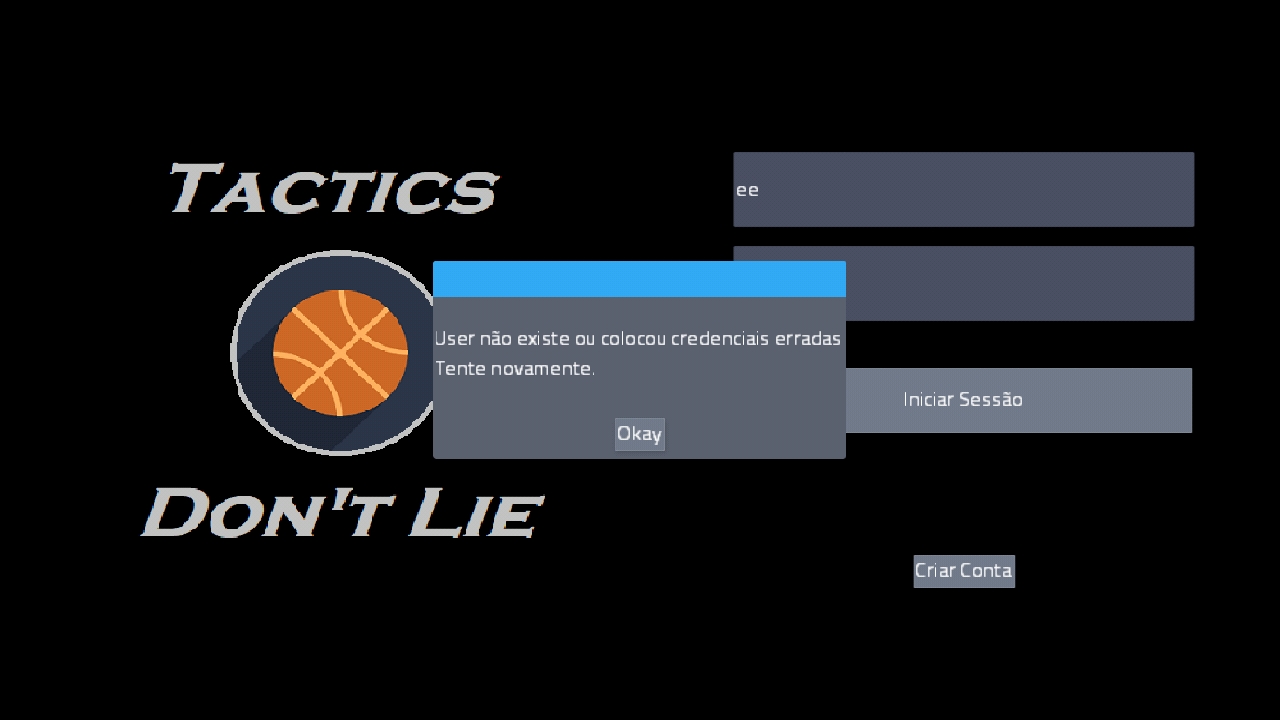 TACTICS
DON'T LIE
ee
User não existe ou colocou credenciais erradas
Tente novamente.
Okay
Iniciar Sessão
Criar Conta